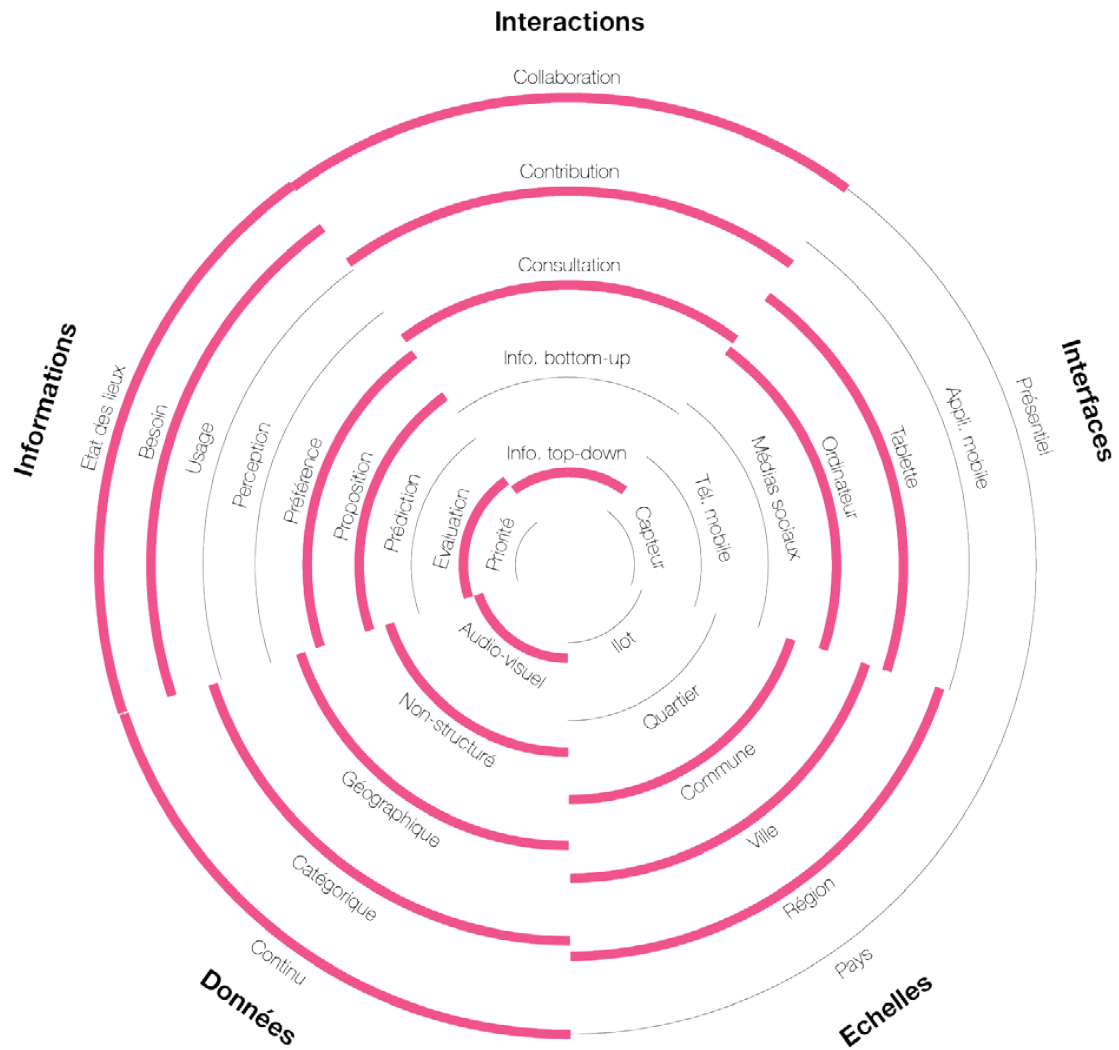 Interactions
Collaboration
Contribution
Consultation
Info. bottom-up
Info. top-down
Informations
Etat des lieux
Besoin
Usage
Perception
Préférence
Proposition
Prédiction
Evaluation
Priorité
Interfaces
Présentiel
Appli. mobile
Tablette
Ordinateur
Médias sociaux
Tél. mobile
Capteur
Données
Audio-visuel
Non-structuré
Géographique
Catégorique
Continu
Echelles
Ilot
Quartier
Commune
Ville
Région
Pays